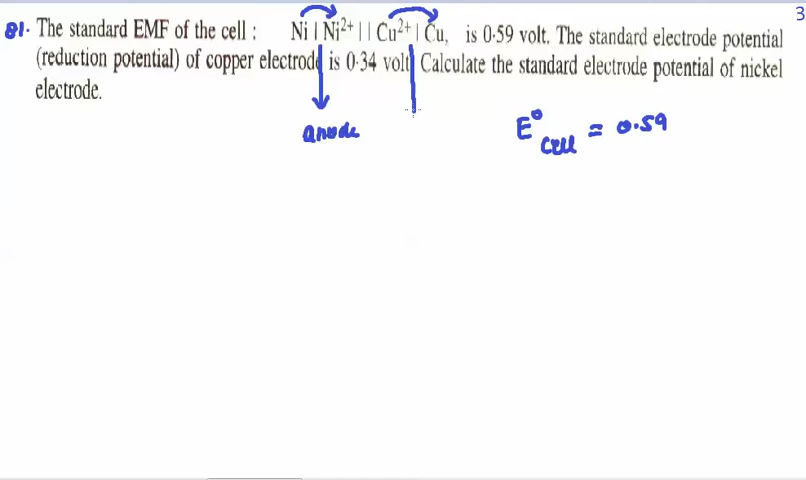 3
81. The standard EMF of the cell : Ni | Ni²⁺ | | Cu²⁺ | Cu, is 0·59 volt. The standard electrode potential
(reduction potential) of copper electrode is 0·34 volt. Calculate the standard electrode potential of nickel
electrode.
anode
E⁰cell = 0.59